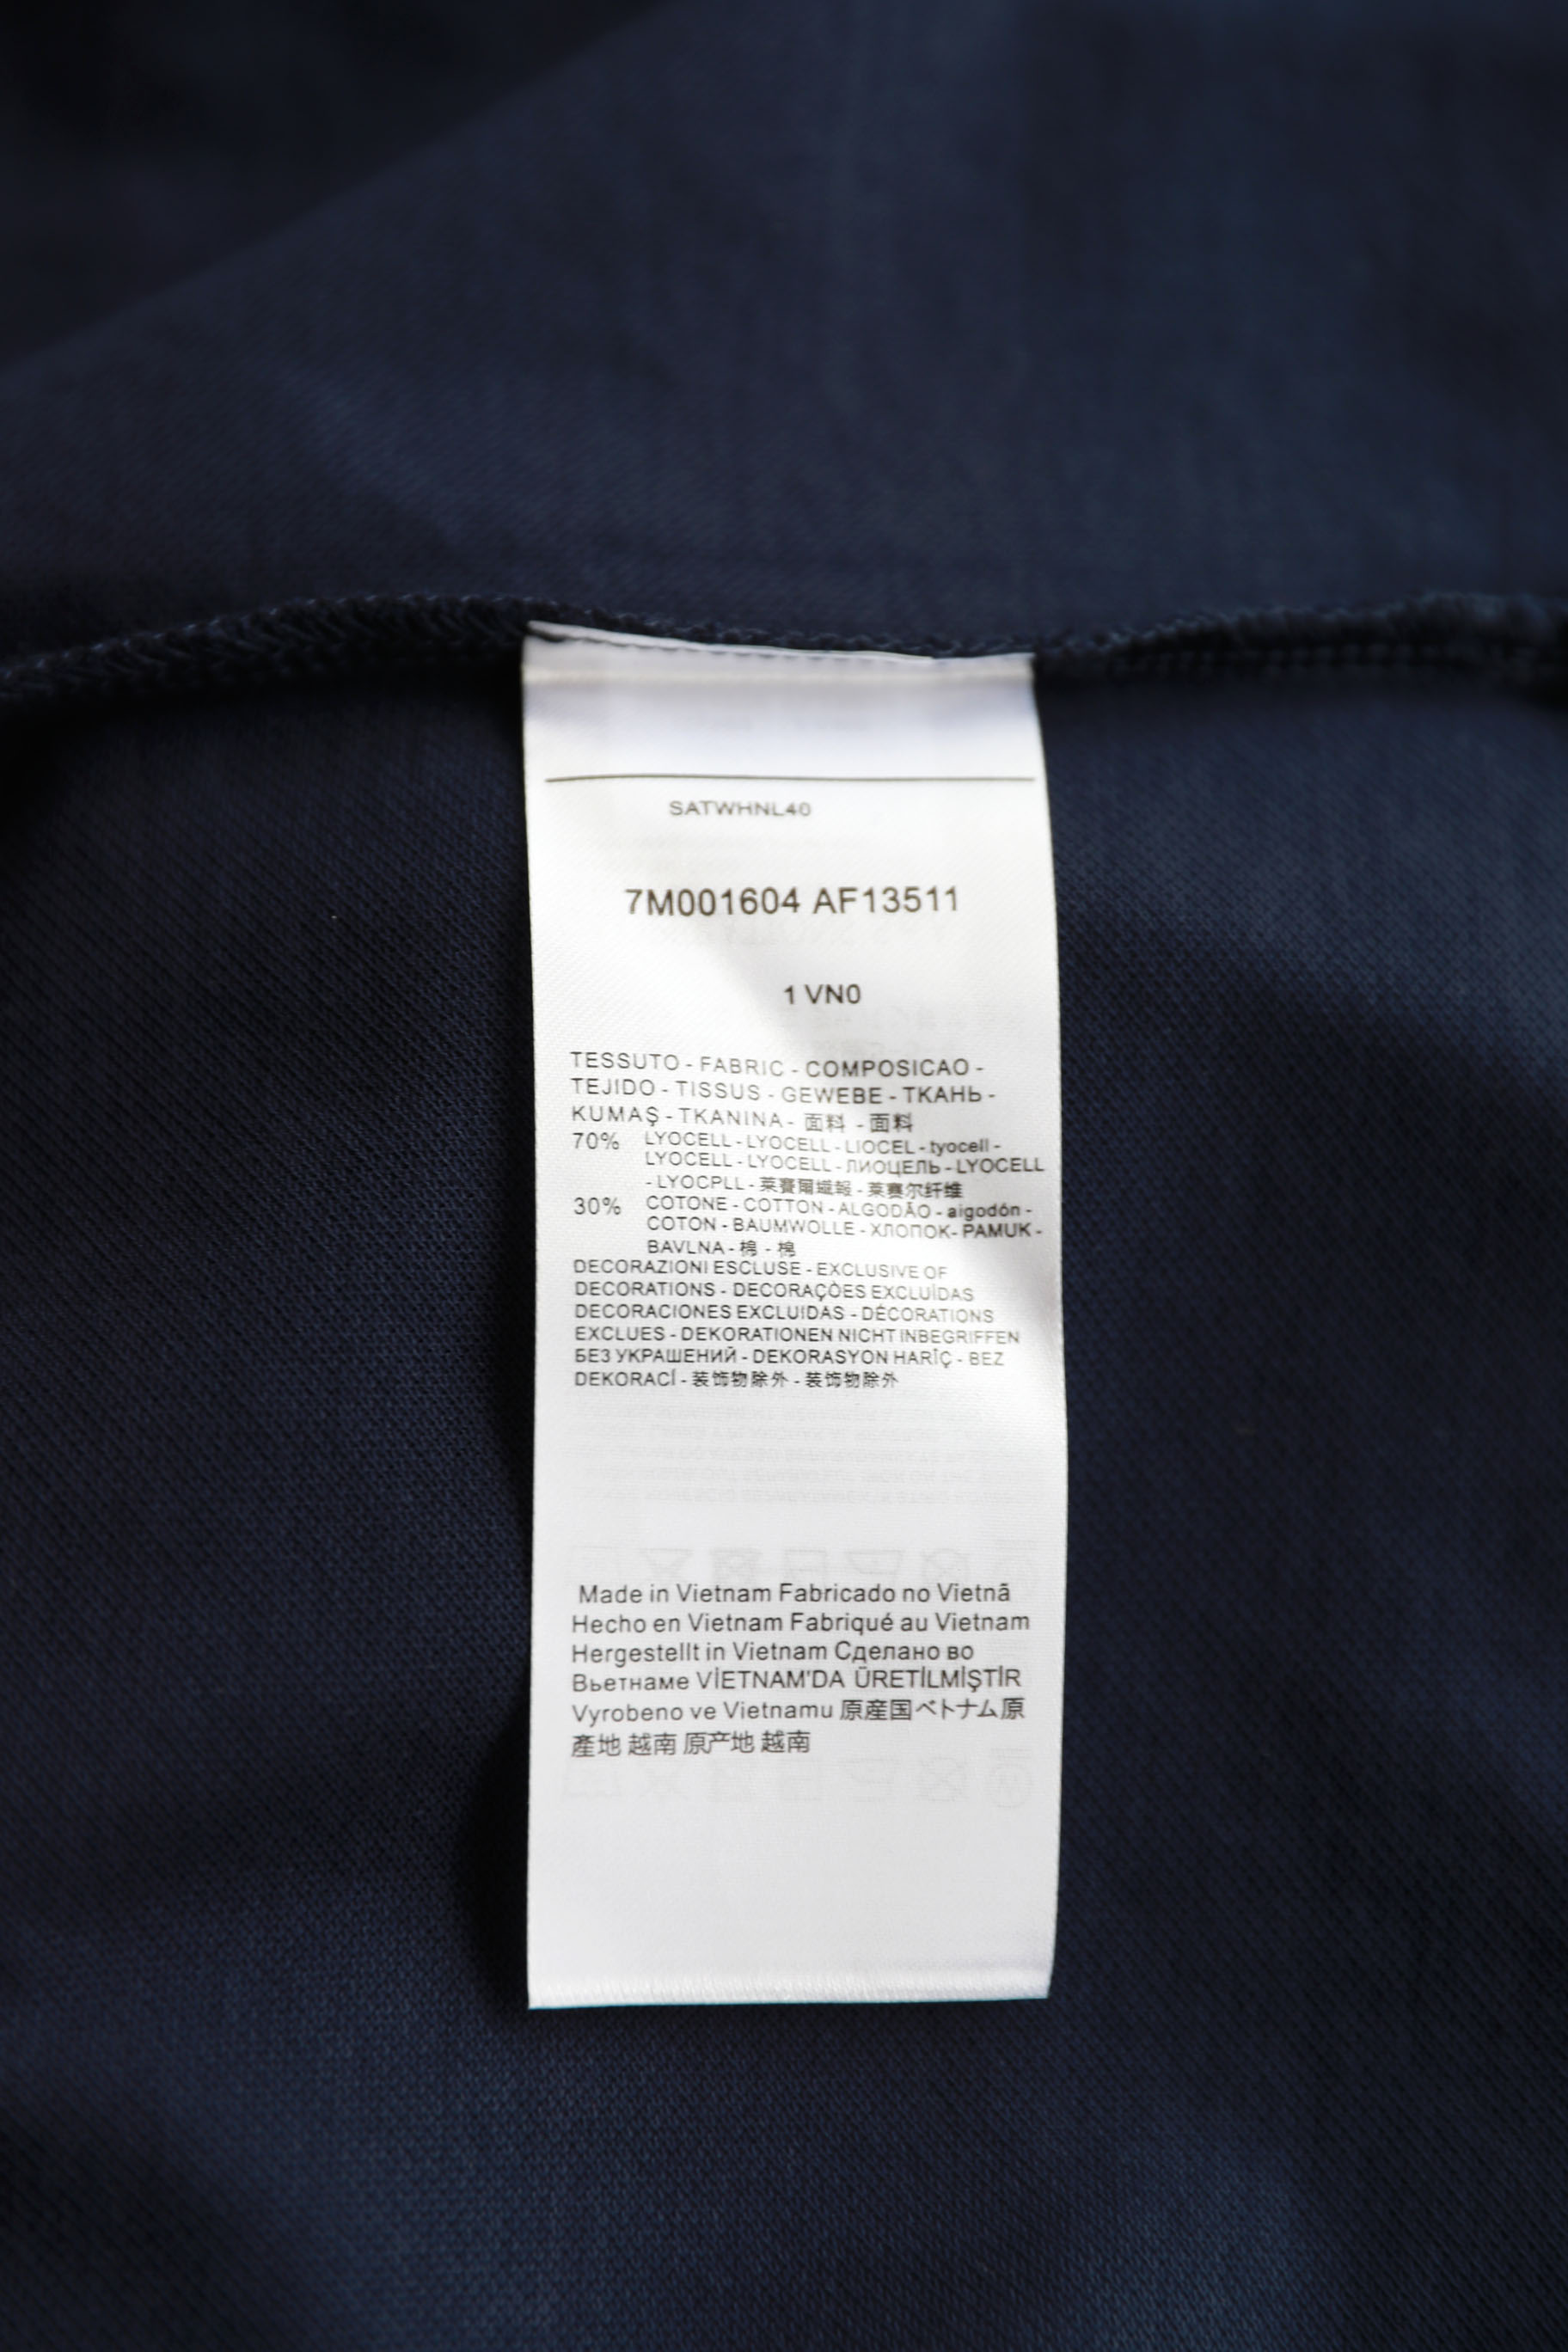 SATWHNL40
7M001604 AF13511
1 VN0
TESSUTO - FABRIC - COMPOSICAO -
TEJIDO - TISSUS - GEWEBE - ТКАНЬ -
KUMAŞ - TKANINA - 面料 - 面料
70% LYOCELL - LYOCELL - LIOCEL - tyocell -
LYOCELL - LYOCELL - ЛИОЦЕЛЬ - LYOCELL
- LYOCPLL - 萊賽爾纖 - 莱赛尔纤维
30% COTONE - COTTON - ALGODÃO - algodón -
COTON - BAUMWOLLE - ХЛОПОК- PAMUK -
BAVLNA - 棉 - 棉
DECORAZIONI ESCLUSE - EXCLUSIVE OF
DECORATIONS - DECORAÇÒES EXCLUÍDAS
DECORACIONES EXCLUIDAS - DÉCORATIONS
EXCLUES - DEKORATIONEN NICHT INBEGRIFFEN
БЕЗ УКРАШЕНИЙ - DEKORASYON HARİÇ - BEZ
DEKORACÍ - 装饰物除外 - 装饰物除外
Made in Vietnam Fabricado no Vietnã
Hecho en Vietnam Fabriqué au Vietnam
Hergestellt in Vietnam Сделано во
Вьетнаме VİETNAM'DA ÜRETİLMİŞTİR
Vyrobeno ve Vietnamu 原産国ベトナム原
產地 越南 原产地 越南